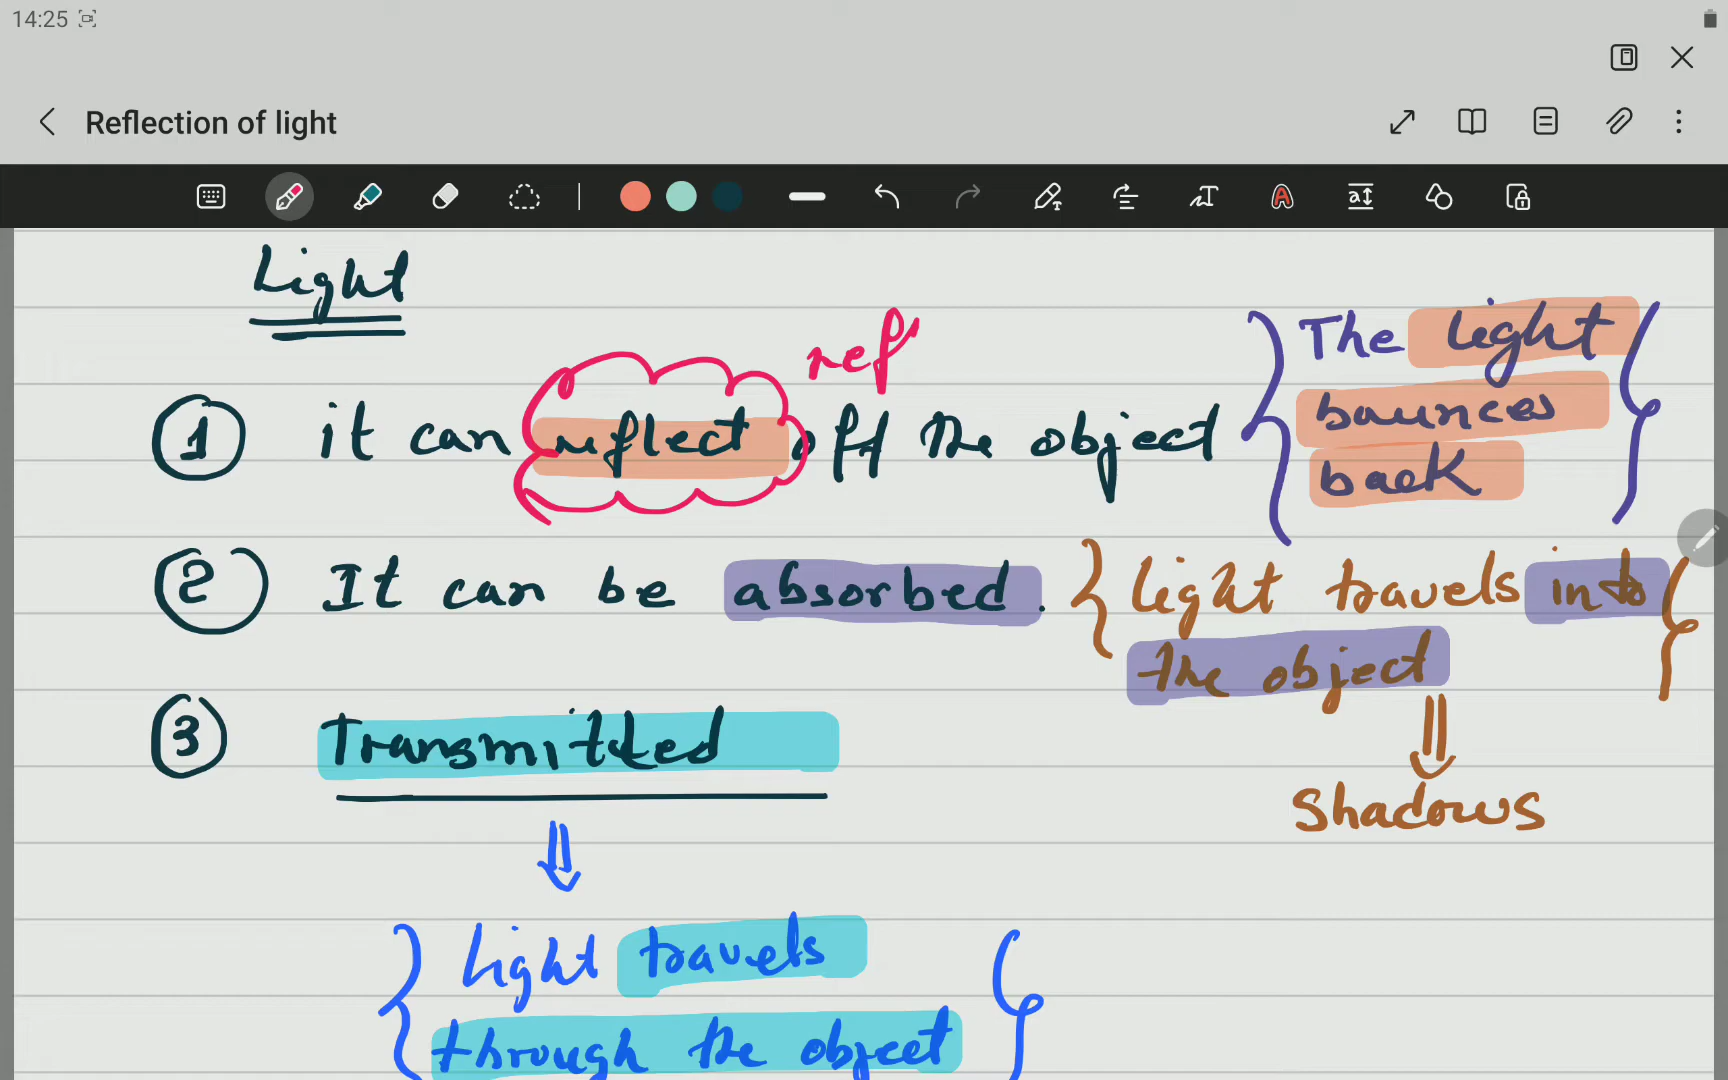 14:25
Reflection of light
Light
ref
① it can reflect off the object
The light
bounces
back
② It can be absorbed.
light travels into
the object
③ Transmitted
Shadows
light travels
through the object